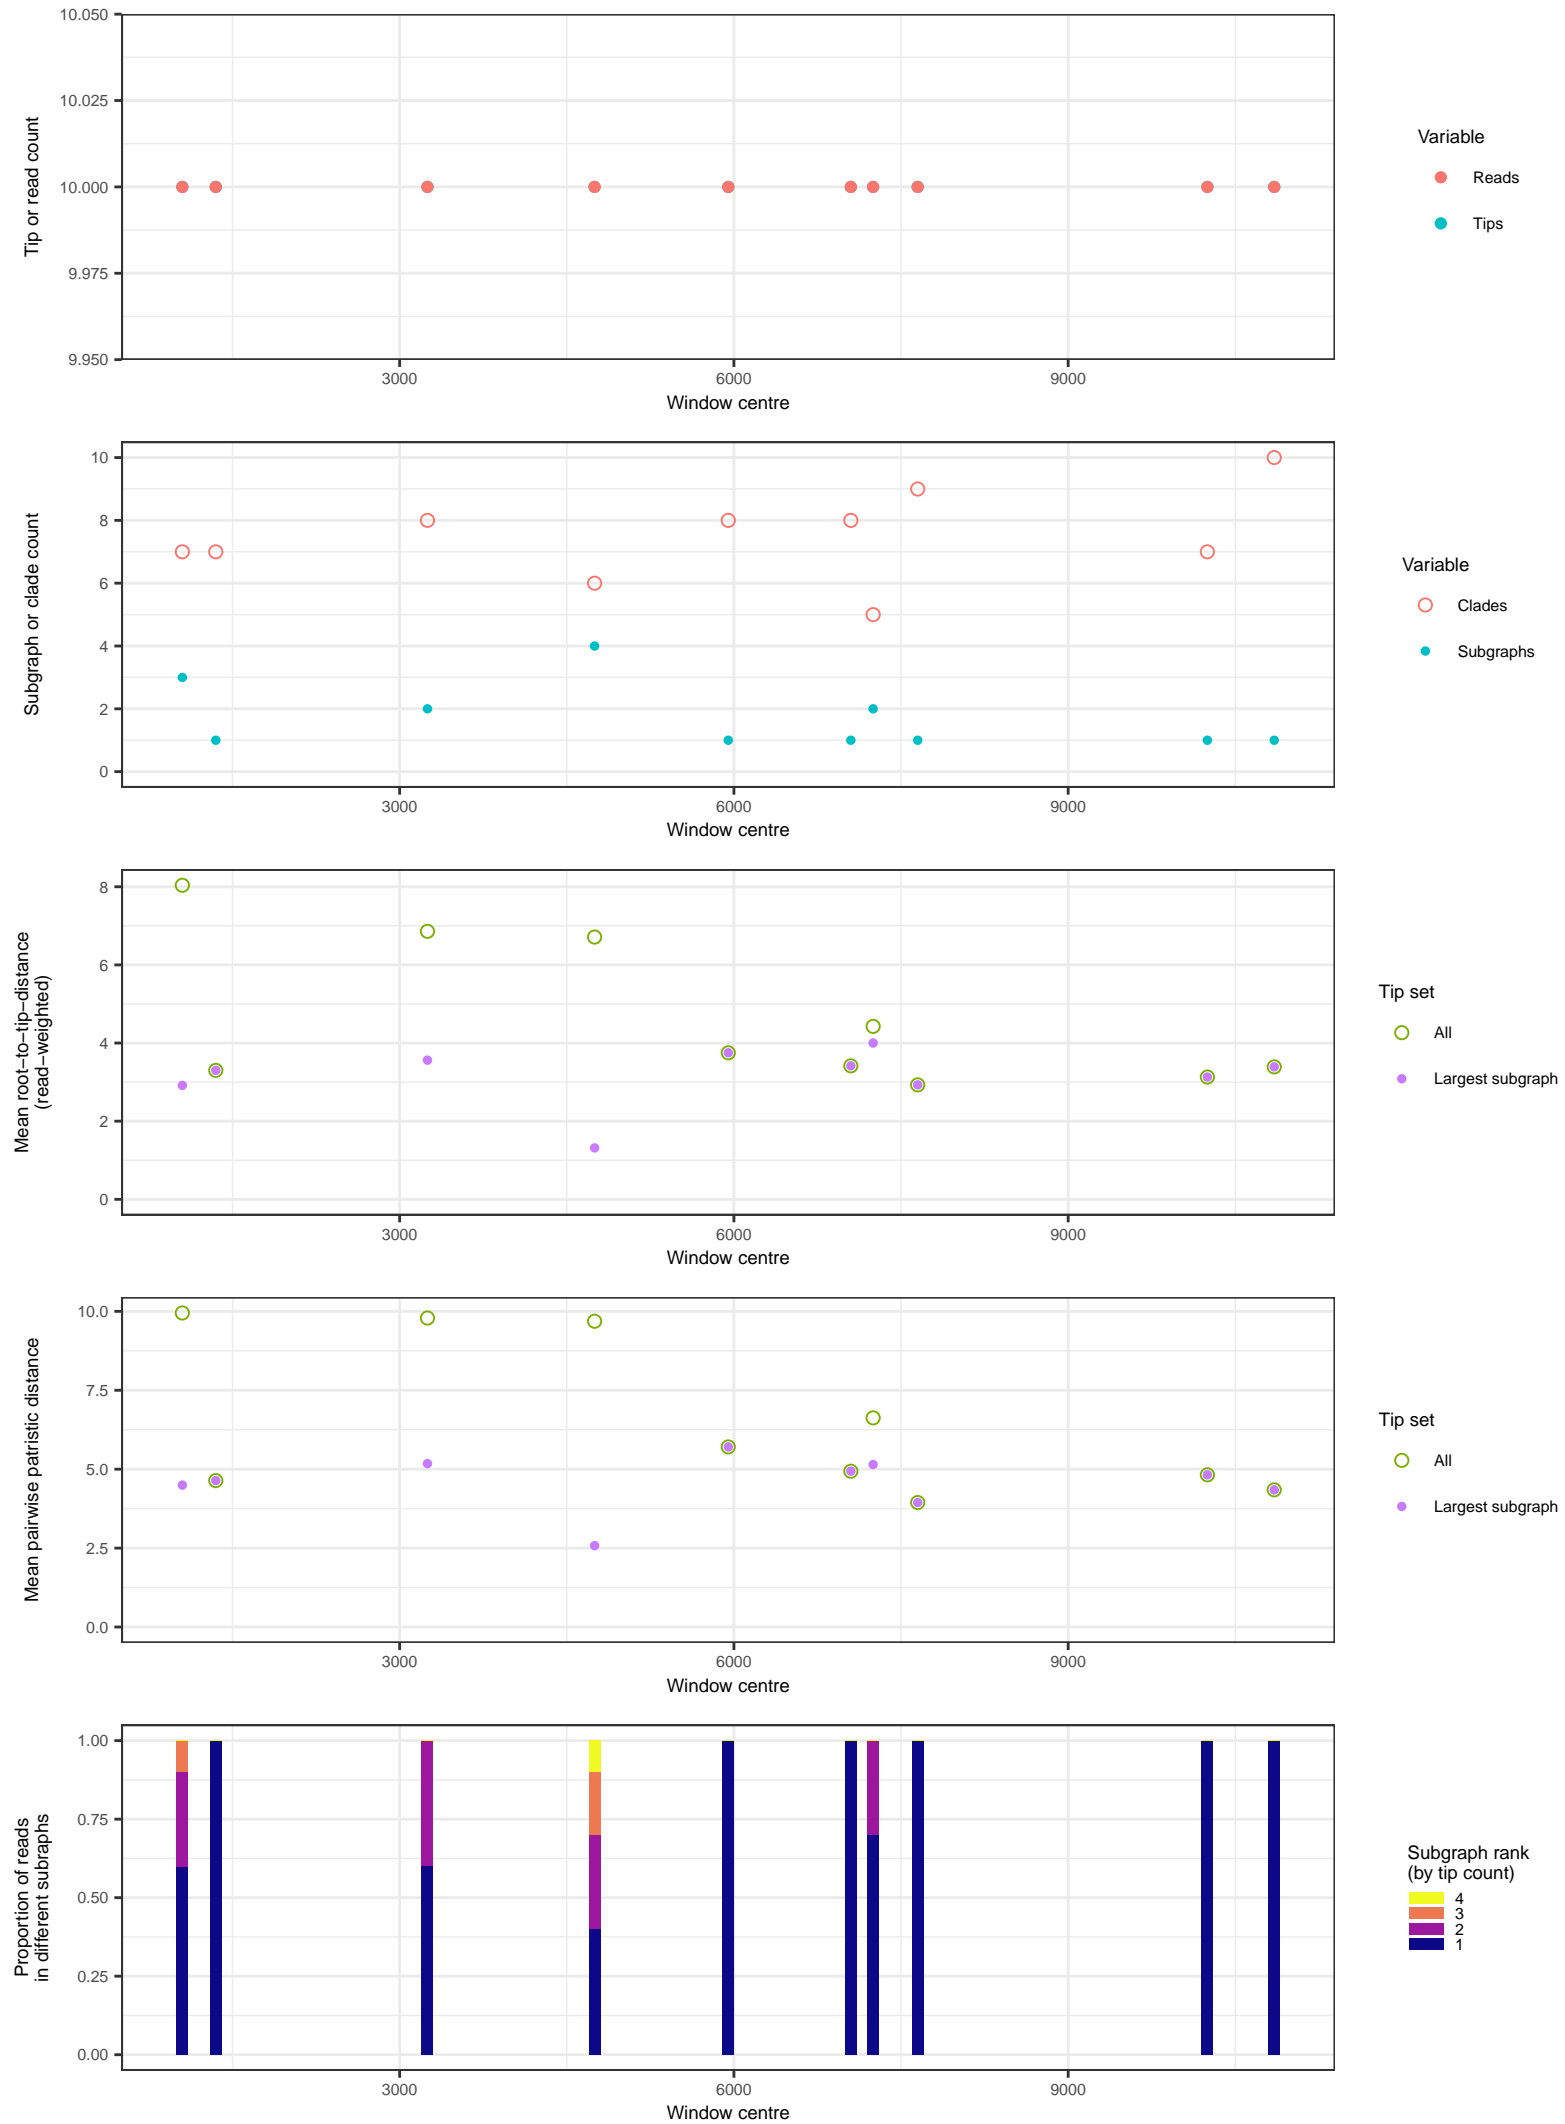 10.050
10.025
10.000
9.975
9.950
Tip or read count
3000
6000
9000
Window centre
Variable
Reads
Tips
10
8
6
4
2
0
Subgraph or clade count
3000
6000
9000
Window centre
Variable
Clades
Subgraphs
8
6
4
2
0
Mean root−to−tip−distance
(read−weighted)
3000
6000
9000
Window centre
Tip set
All
Largest subgraph
10.0
7.5
5.0
2.5
0.0
Mean pairwise patristic distance
3000
6000
9000
Window centre
Tip set
All
Largest subgraph
1.00
0.75
0.50
0.25
0.00
Proportion of reads
in different subraphs
3000
6000
9000
Window centre
Subgraph rank
(by tip count)
4
3
2
1